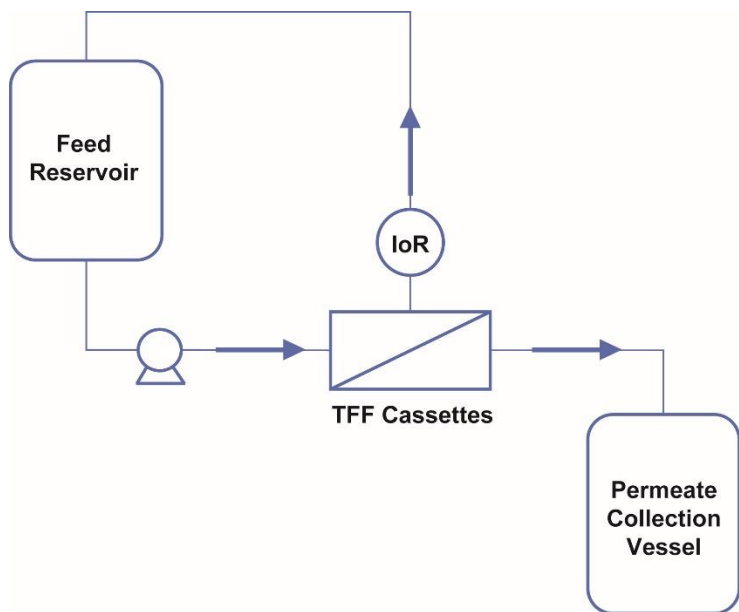 Feed
Reservoir
IoR
TFF Cassettes
Permeate
Collection
Vessel